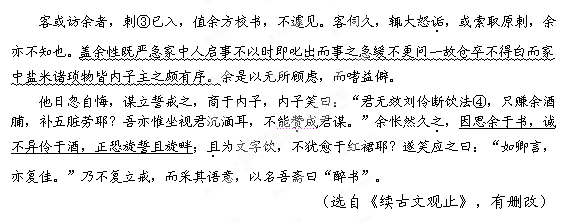 客或访余者，刺③已入，值余方校书，不遽见。客伺久，辄大怒诟，或索取原刺，余
亦不知也。盖余性既严急家中人启事不以时即叱出而事之急缓不更问一故仓卒不得白而家
中盐米诸琐物皆内子主之颇有序。余是以无所顾虑，而嗜益僻。
他日忽自悔，谋立誓戒之，商于内子，内子笑曰：“君无效刘伶断饮法④，只赚余酒
脯，补五脏劳耶？吾亦惟坐视君沉湎耳，不能赞成君谋。”余怅然久之，因思余于书，诚
不异伶于酒，正恐旋誓且旋畔；且为文字饮，不犹愈于红裙耶？遂笑应之曰：“如卿言，
亦复佳。”乃不复立戒，而采其语意，以名吾斋曰“醉书”。
（选自《续古文观止》，有删改）